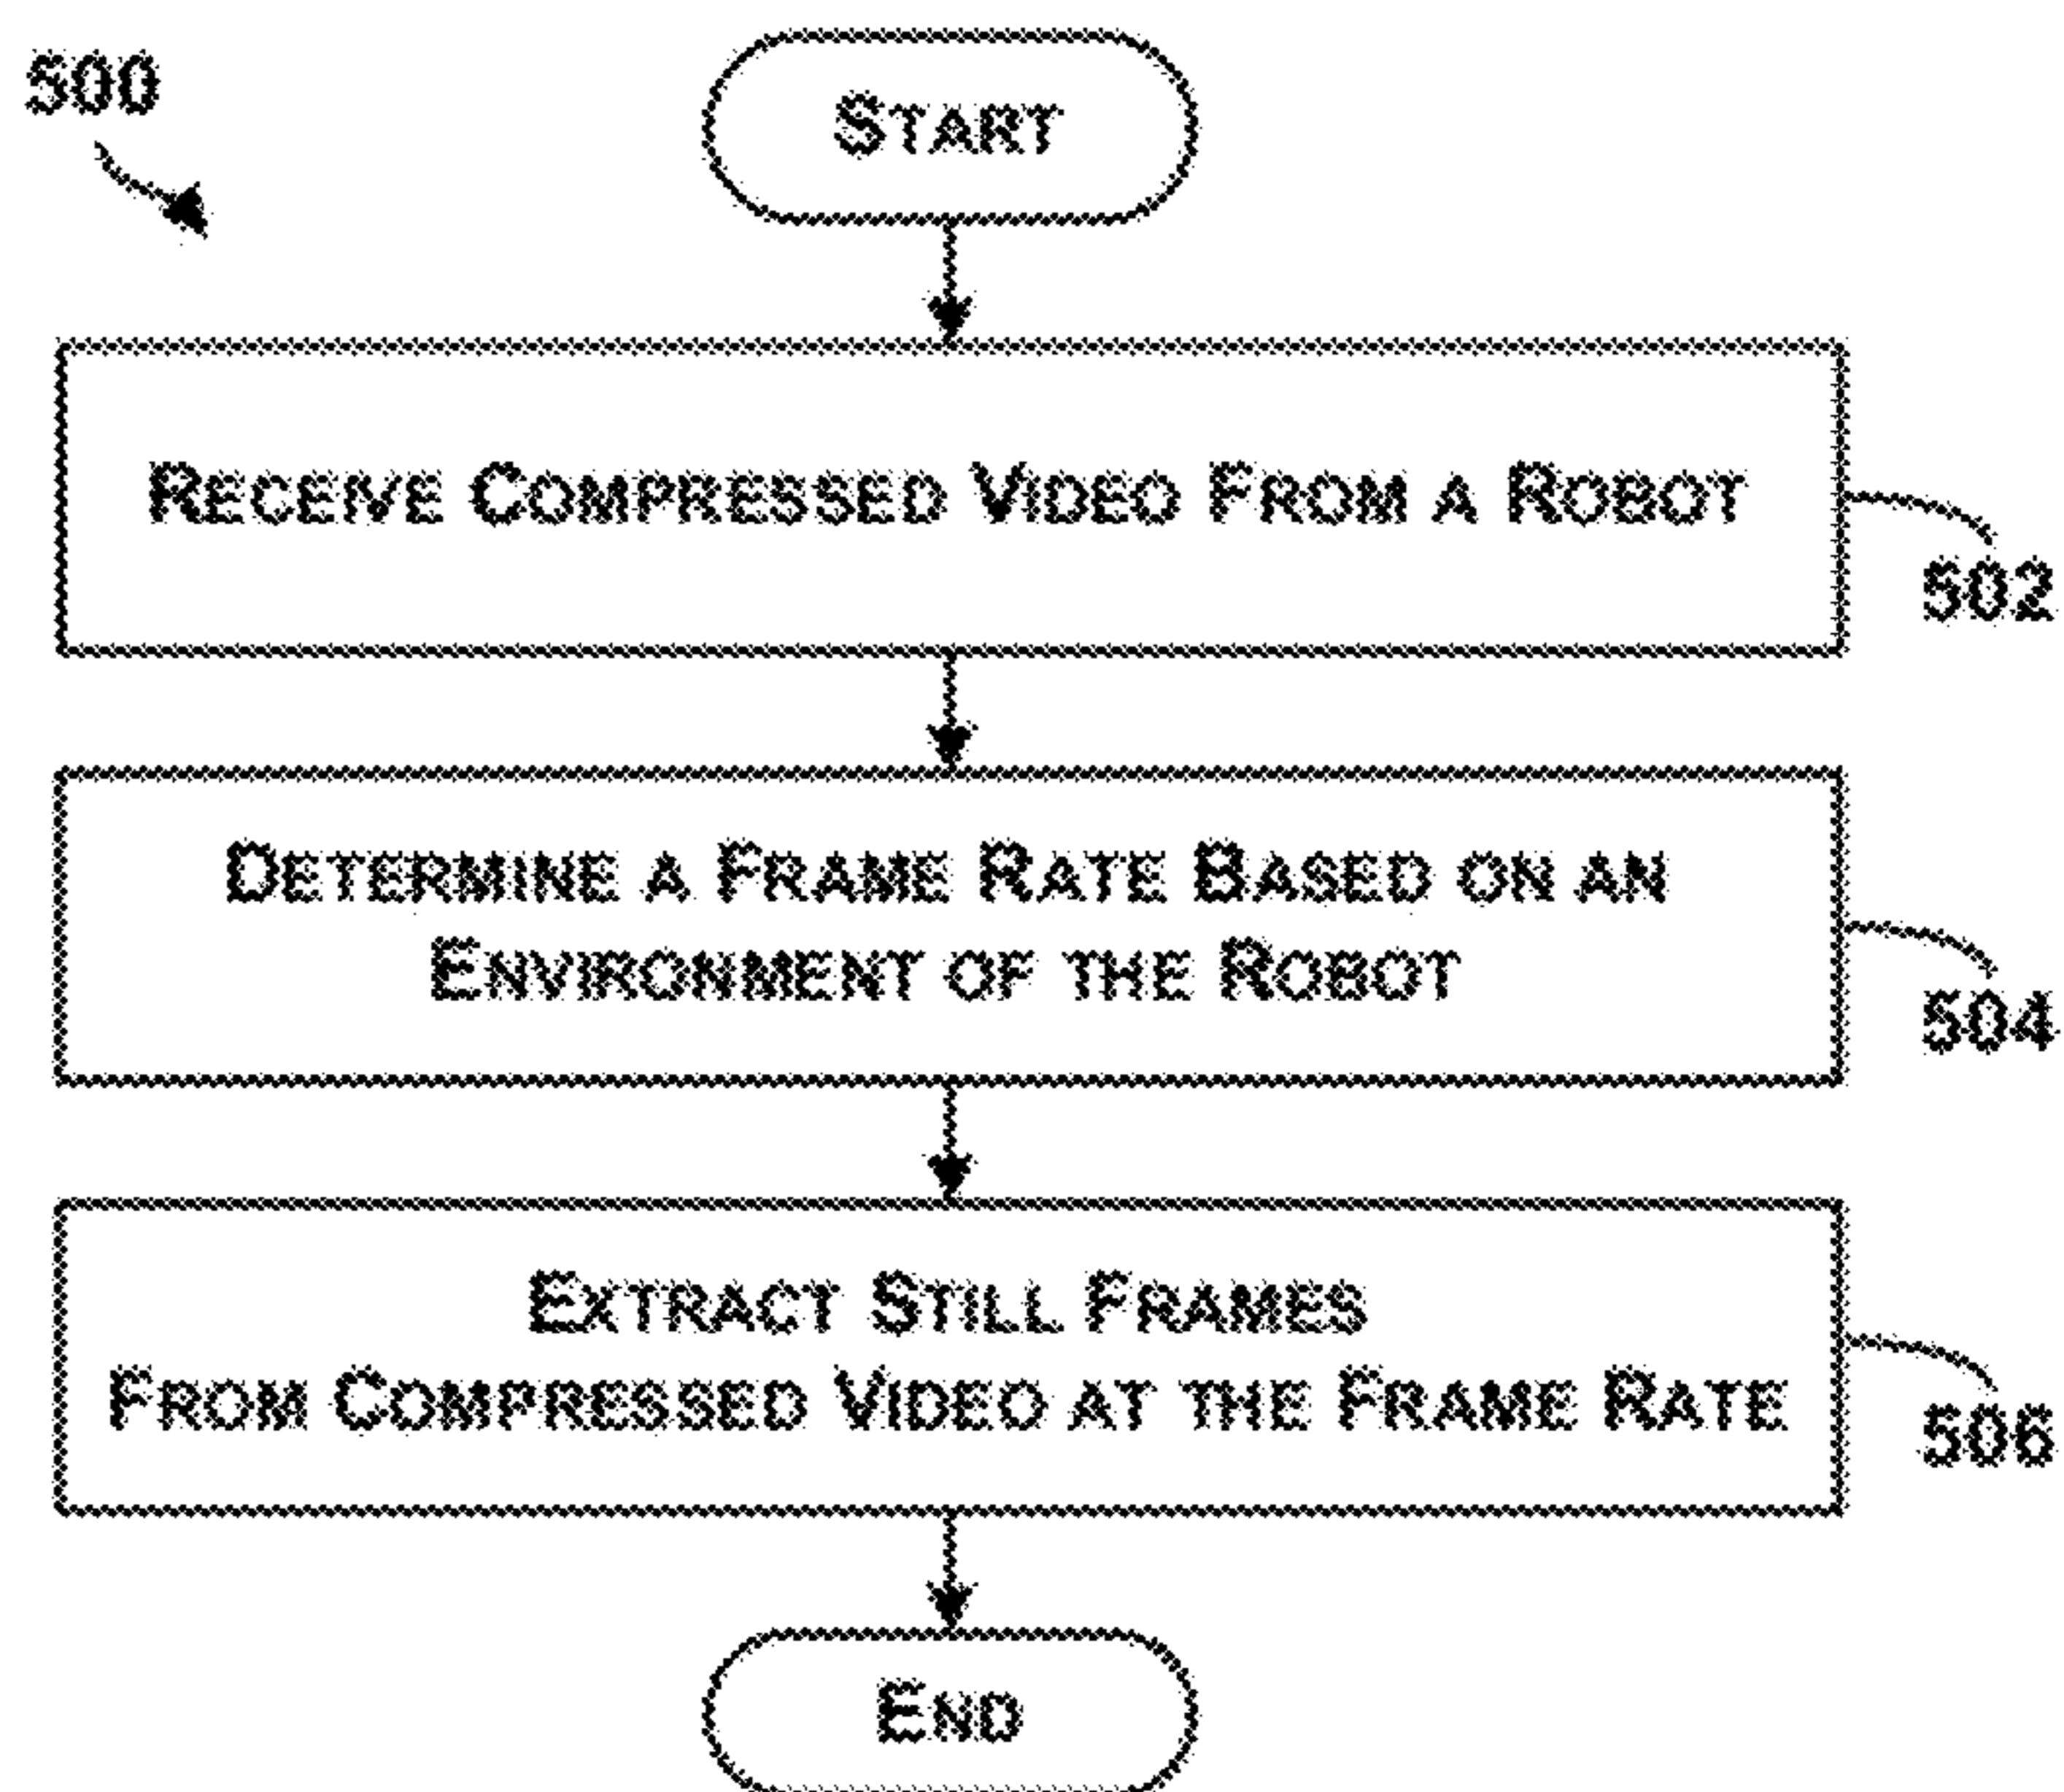 500
START
RECEIVE COMPRESSED VIDEO FROM A ROBOT
502
DETERMINE A FRAME RATE BASED ON AN
ENVIRONMENT OF THE ROBOT
504
EXTRACT STILL FRAMES
FROM COMPRESSED VIDEO AT THE FRAME RATE
506
END